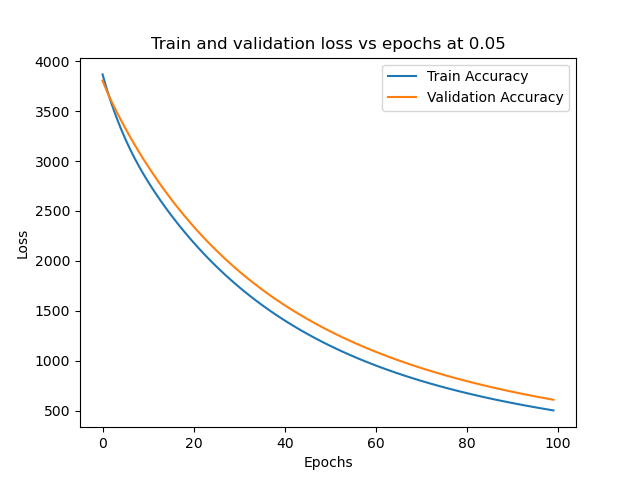 Train and validation loss vs epochs at 0.05
4000
3500
3000
2500
2000
1500
1000
500
Loss
Train Accuracy
Validation Accuracy
0 20 40 60 80 100
Epochs